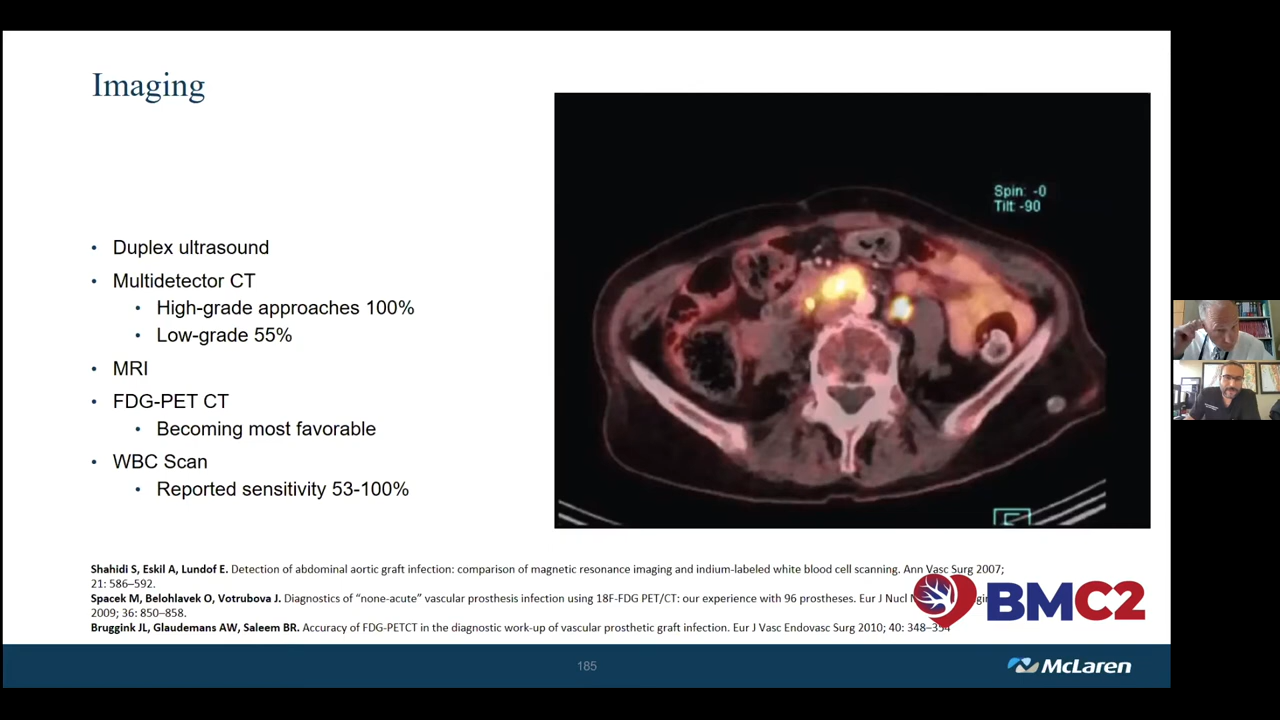 Imaging
• Duplex ultrasound
• Multidetector CT
• High-grade approaches 100%
• Low-grade 55%
• MRI
• FDG-PET CT
• Becoming most favorable
• WBC Scan
• Reported sensitivity 53-100%
Spin: -0
Tilt: -90
F
Shahidi S, Eskil A, Lundof E. Detection of abdominal aortic graft infection: comparison of magnetic resonance imaging and indium-labeled white blood cell scanning. Ann Vasc Surg 2007;
21: 586–592.
Spacek M, Belohlavek O, Votrubova J. Diagnostics of “none-acute” vascular prosthesis infection using 18F-FDG PET/CT: our experience with 96 prostheses. Eur J Nucl
2009; 36: 850–858.
Bruggink JL, Glaudemans AW, Saleem BR. Accuracy of FDG-PETCT in the diagnostic work-up of vascular prosthetic graft infection. Eur J Vasc Endovasc Surg 2010; 40: 348–354
BMC2
185
McLaren